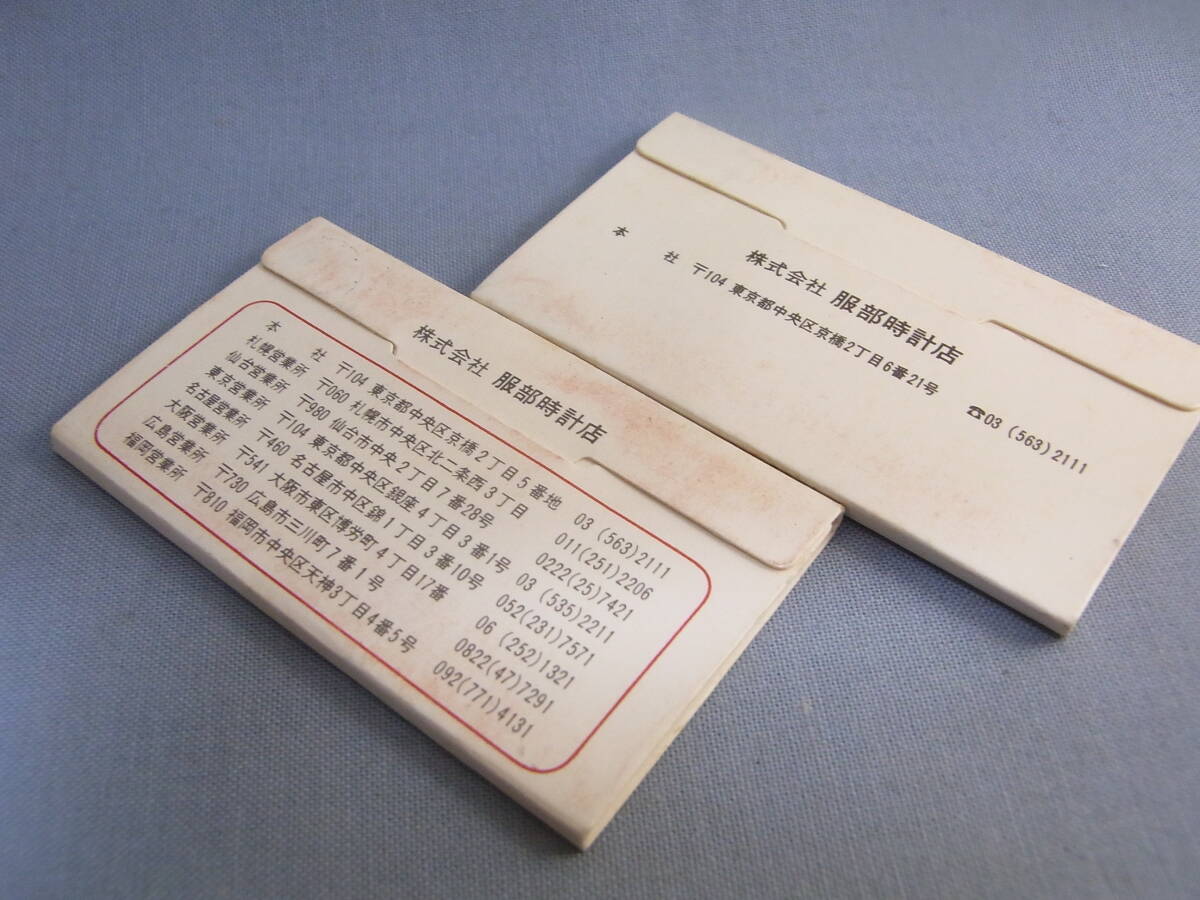 株式会社 服部時計店
本 社 〒104 東京都中央区京橋2丁目5番地 03 (563)2111
札幌営業所 〒060 札幌市中央区北二条西3丁目 011(251)2206
仙台営業所 〒980 仙台市中央2丁目7番28号 0222(25)7421
東京営業所 〒104 東京都中央区銀座4丁目3番1号 03 (535)2211
名古屋営業所 〒460 名古屋市中区錦1丁目3番10号 052(231)7571
大阪営業所 〒541 大阪市東区博労町4丁目17番 06 (252)1321
広島営業所 〒730 広島市三川町7番1号 0822(47)7291
福岡営業所 〒810 福岡市中央区天神3丁目4番5号 092(771)4131
株式会社 服部時計店
本 社 〒104 東京都中央区京橋2丁目6番21号 ☎03 (563)2111